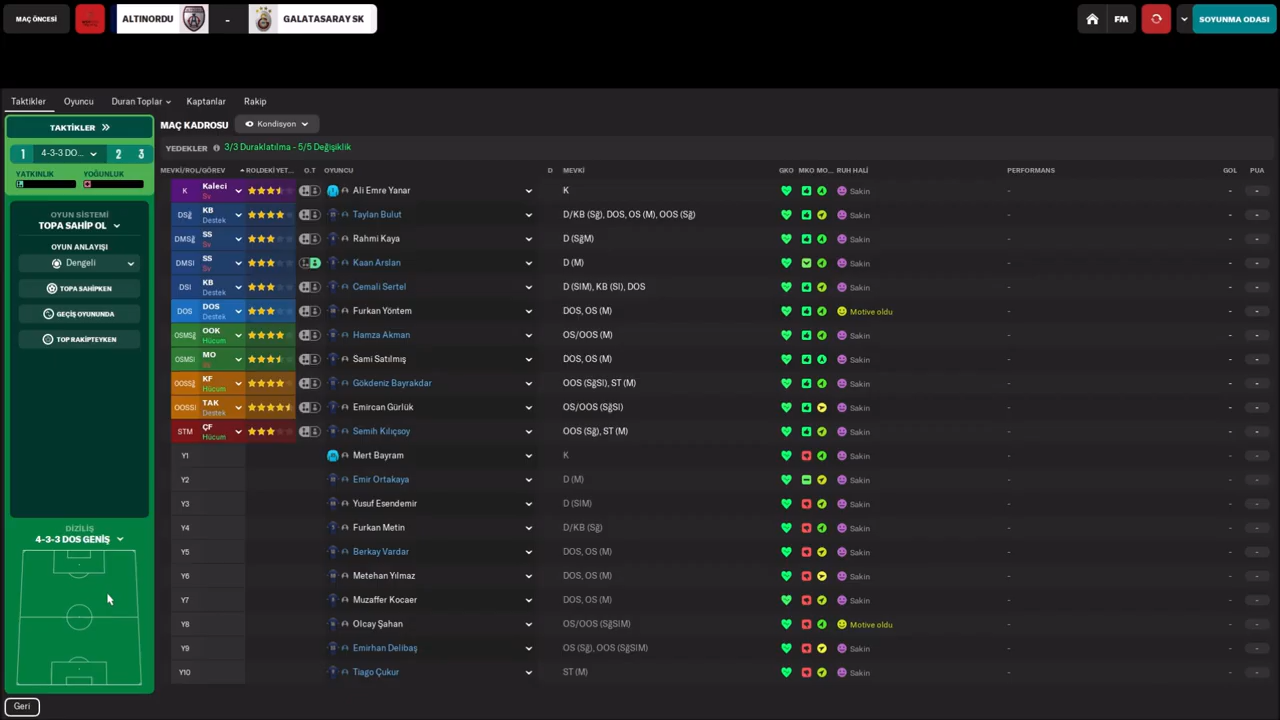 MAÇ ÖNCESİ
ALTINORDU
-
GALATASARAY SK
FM
SOYUNMA ODASI
Taktikler Oyuncu Duran Toplar Kaptanlar Rakip
TAKTİKLER
1 4-3-3 DO... 2 3
YATKINLIK YOĞUNLUK
OYUN SİSTEMİ
TOPA SAHİP OL
OYUN ANLAYIŞI
Dengeli
TOPA SAHİPKEN
GEÇİŞ OYUNUNDA
TOP RAKİPTEYKEN
DİZİLİŞ
4-3-3 DOS GENİŞ
Geri
MAÇ KADROSU Kondisyon
YEDEKLER 3/3 Duraklatılma - 5/5 Değişiklik
MEVKİ/ROL/GÖREV ROLDEKİ YET... O.T OYUNCU D MEVKİ GKO MKO MO... RUH HALİ PERFORMANS GOL PUA
K Kaleci Sv Ali Emre Yanar K Sakin - - -
DSğ KB Destek Taylan Bulut D/KB (Sğ), DOS, OS (M), OOS (Sğ) Sakin - - -
DMSğ SS Sv Rahmi Kaya D (SğM) Sakin - - -
DMSl SS Sv Kaan Arslan D (M) Sakin - - -
DSl KB Destek Cemali Sertel D (SlM), KB (Sl), DOS Sakin - - -
DOS DOS Destek Furkan Yöntem DOS, OS (M) Motive oldu - - -
OSMSğ OOK Hücum Hamza Akman OS/OOS (M) Sakin - - -
OSMSl MO Sami Satılmış DOS, OS (M) Sakin - - -
OOSSğ KF Hücum Gökdeniz Bayrakdar OOS (SğSl), ST (M) Sakin - - -
OOSSl TAK Destek Emircan Gürlük OS/OOS (SğSl) Sakin - - -
STM ÇF Hücum Semih Kılıçsoy OOS (Sğ), ST (M) Sakin - - -
Y1 Mert Bayram K Sakin - - -
Y2 Emir Ortakaya D (M) Sakin - - -
Y3 Yusuf Esendemir D (SlM) Sakin - - -
Y4 Furkan Metin D/KB (Sğ) Sakin - - -
Y5 Berkay Vardar DOS, OS (M) Sakin - - -
Y6 Metehan Yılmaz DOS, OS (M) Sakin - - -
Y7 Muzaffer Kocaer DOS, OS (M) Sakin - - -
Y8 Olcay Şahan OS/OOS (SğSlM) Motive oldu - - -
Y9 Emirhan Delibaş OS (Sğ), OOS (SğSlM) Sakin - - -
Y10 Tiago Çukur ST (M) Sakin - - -